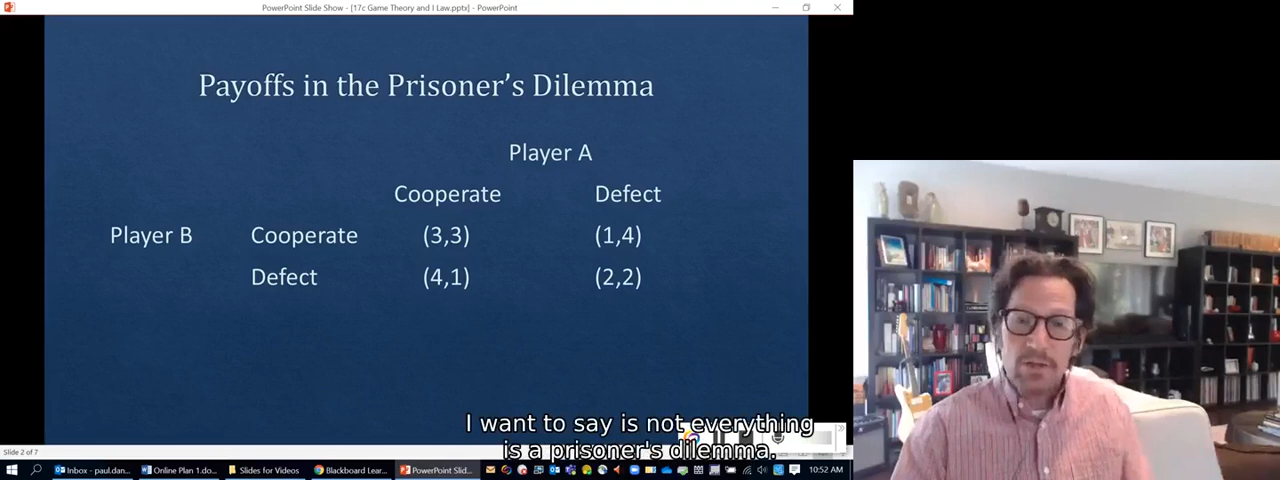 PowerPoint Slide Show - [17c Game Theory and I Law.pptx] - PowerPoint
Payoffs in the Prisoner's Dilemma
Player A
Cooperate Defect
Player B Cooperate (3,3) (1,4)
Defect (4,1) (2,2)
I want to say is not everything
is a prisoner's dilemma.
Slide 2 of 7
Inbox - paul.dan... Online Plan 1.do... Slides for Videos Blackboard Lear... PowerPoint Slid... 10:52 AM